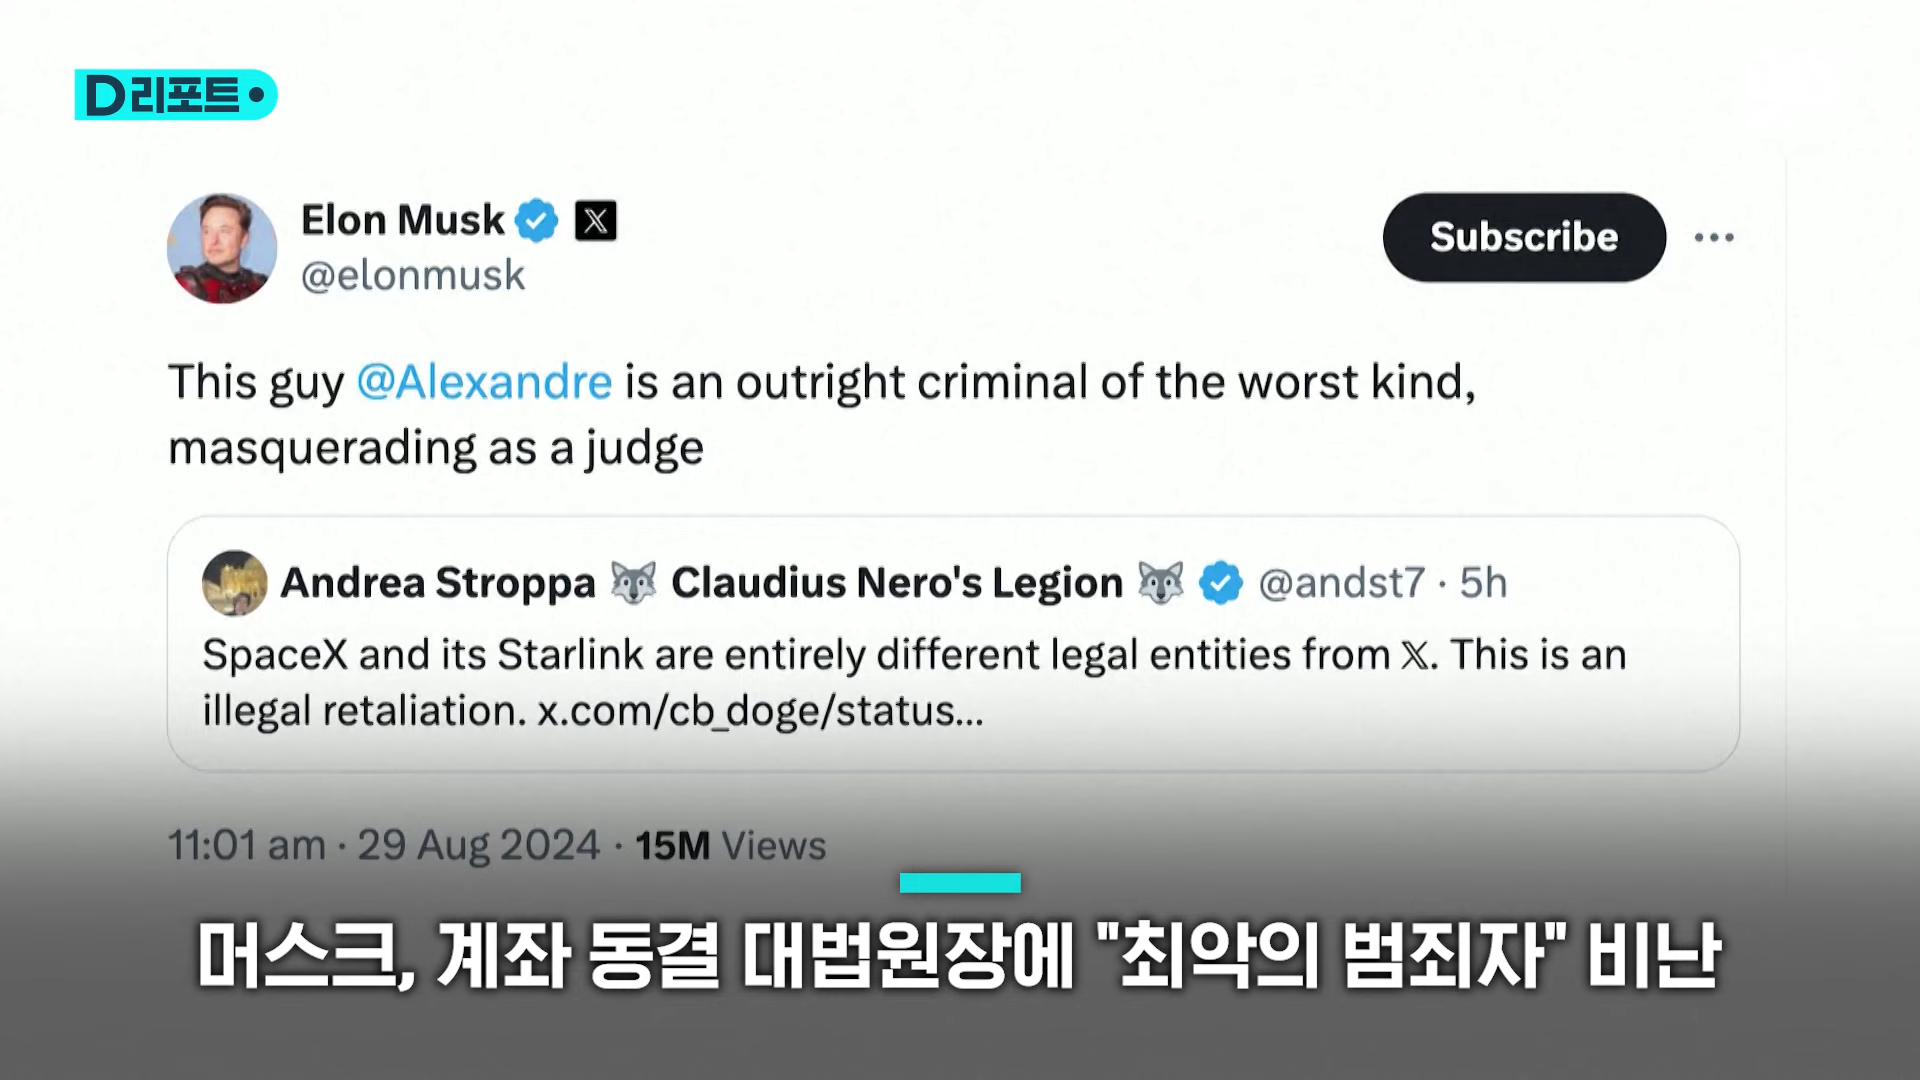 D리포트
Elon Musk
@elonmusk
Subscribe
This guy @Alexandre is an outright criminal of the worst kind,
masquerading as a judge
Andrea Stroppa 🐺 Claudius Nero's Legion 🐺 @andst7 · 5h
SpaceX and its Starlink are entirely different legal entities from 𝕏. This is an
illegal retaliation. x.com/cb_doge/status...
11:01 am · 29 Aug 2024 · 15M Views
머스크, 계좌 동결 대법원장에 "최악의 범죄자" 비난